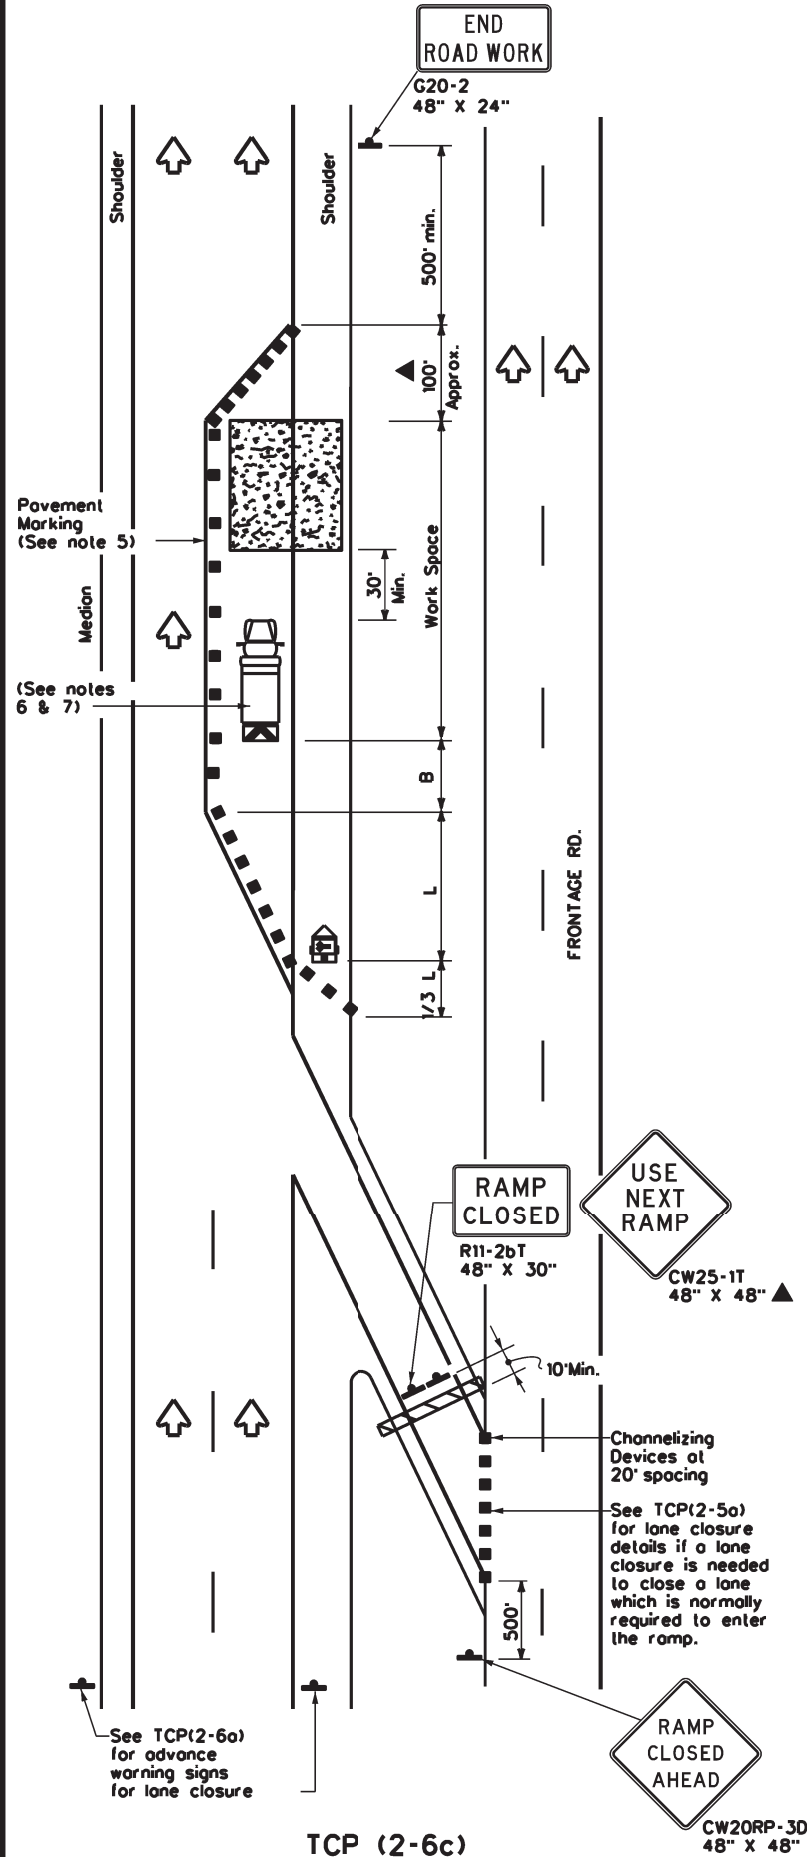 END
ROAD WORK
G20-2
48" X 24"
Shoulder
Shoulder
500' min.
100'
Approx.
Pavement
Marking
(See note 5)
Work Space
30'
Min.
Median
(See notes
6 & 7)
B
L
FRONTAGE RD.
1/3 L
RAMP
CLOSED
R11-2bT
48" X 30"
USE
NEXT
RAMP
CW25-1T
48" X 48"
10'Min.
Channelizing
Devices at
20' spacing
See TCP(2-5a)
for lane closure
details if a lane
closure is needed
to close a lane
which is normally
required to enter
the ramp.
500'
See TCP(2-6a)
for advance
warning signs
for lane closure
RAMP
CLOSED
AHEAD
CW20RP-3D
48" X 48"
TCP (2-6c)